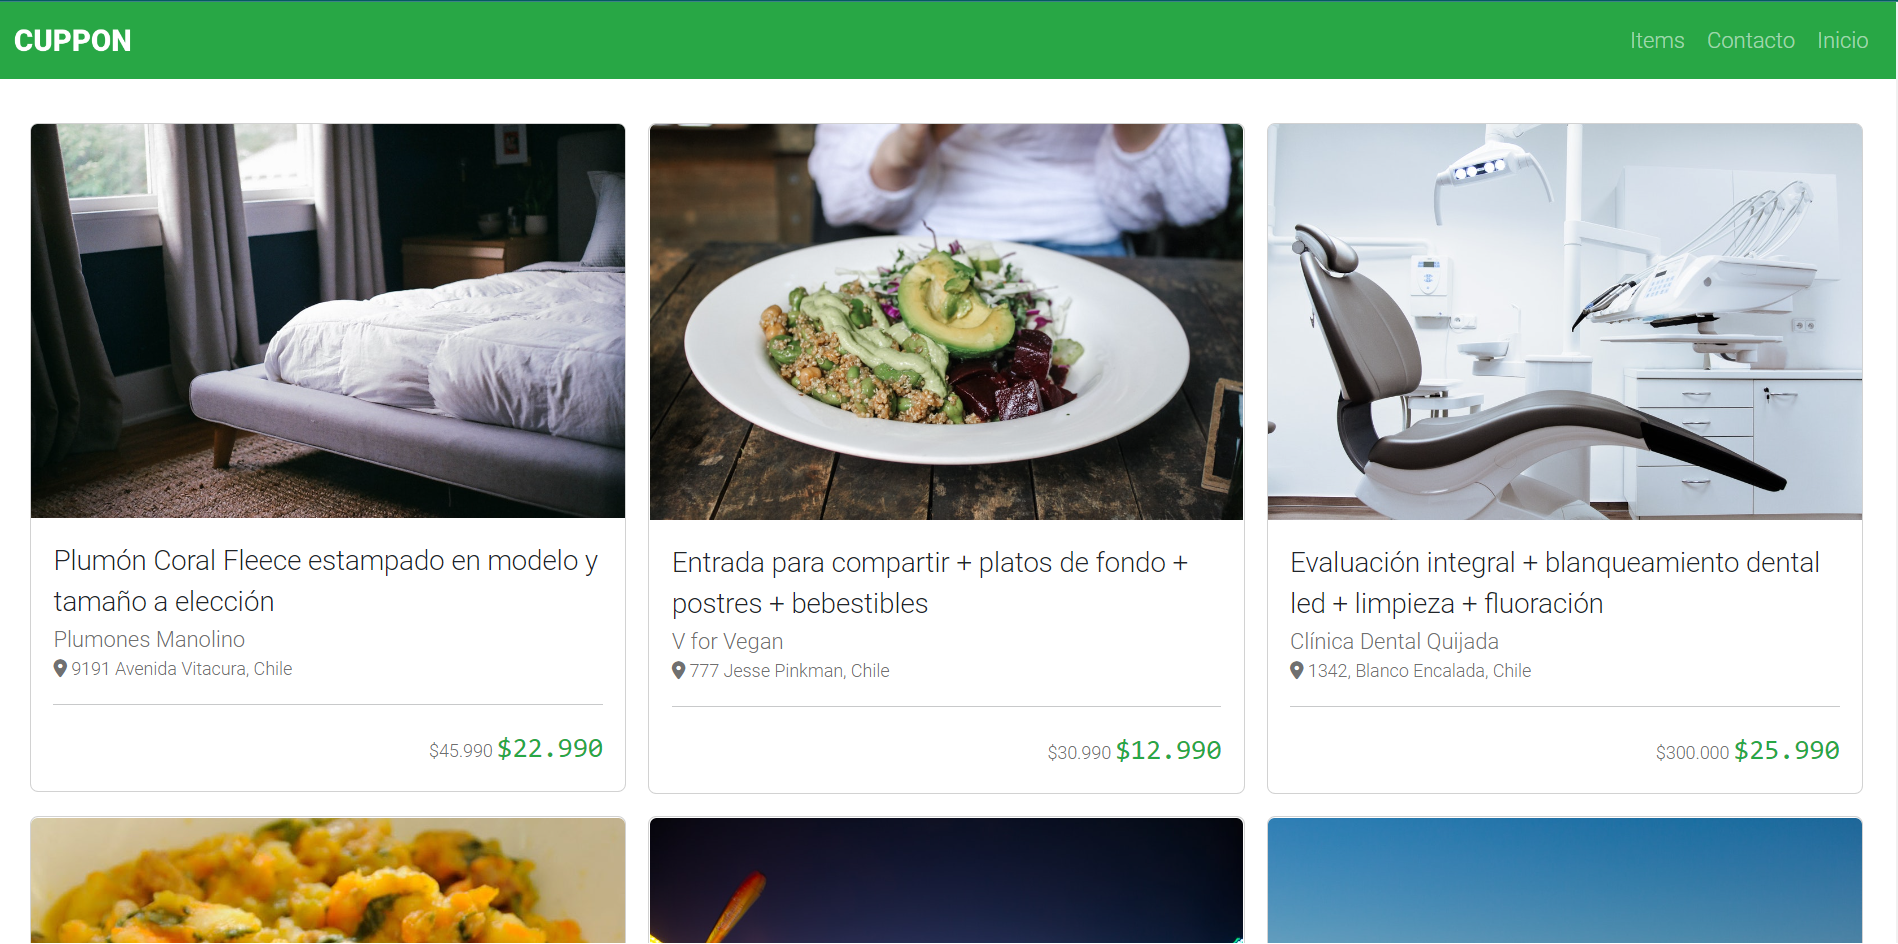 CUPPON
Items Contacto Inicio
Plumón Coral Fleece estampado en modelo y
tamaño a elección
Plumones Manolino
9191 Avenida Vitacura, Chile
$45.990 $22.990
Entrada para compartir + platos de fondo +
postres + bebestibles
V for Vegan
777 Jesse Pinkman, Chile
$30.990 $12.990
Evaluación integral + blanqueamiento dental
led + limpieza + fluoración
Clínica Dental Quijada
1342, Blanco Encalada, Chile
$300.000 $25.990